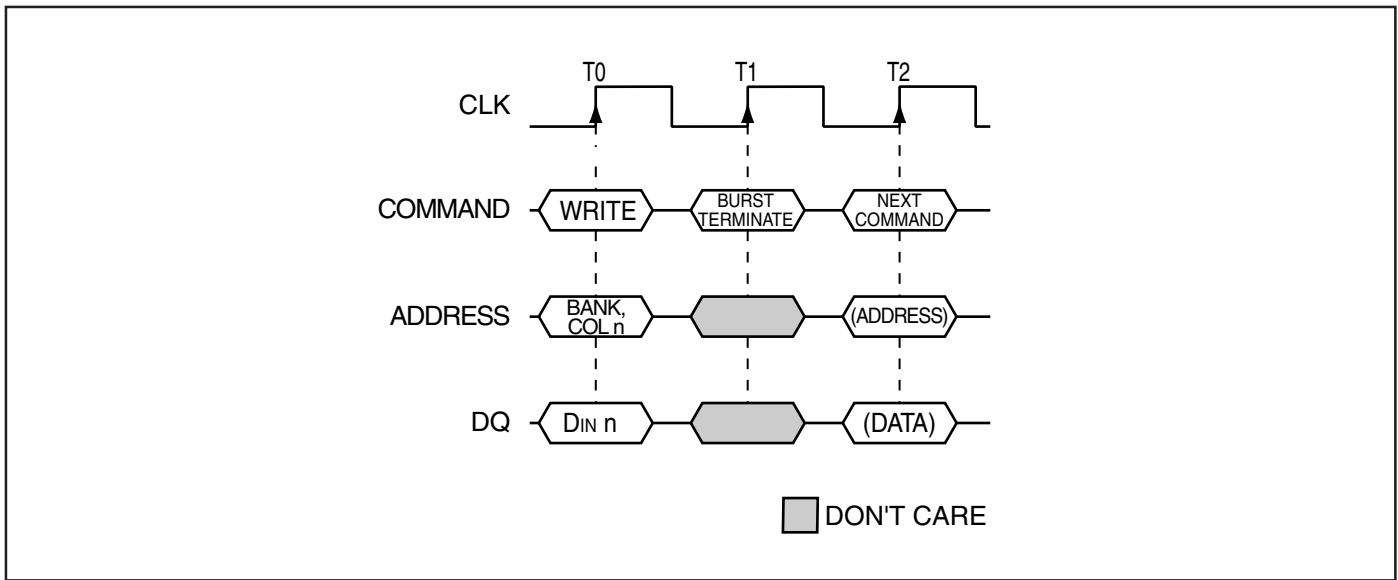 T0 T1 T2
CLK
COMMAND WRITE BURST TERMINATE NEXT COMMAND
ADDRESS BANK, COL n (ADDRESS)
DQ DIN n (DATA)
DON'T CARE